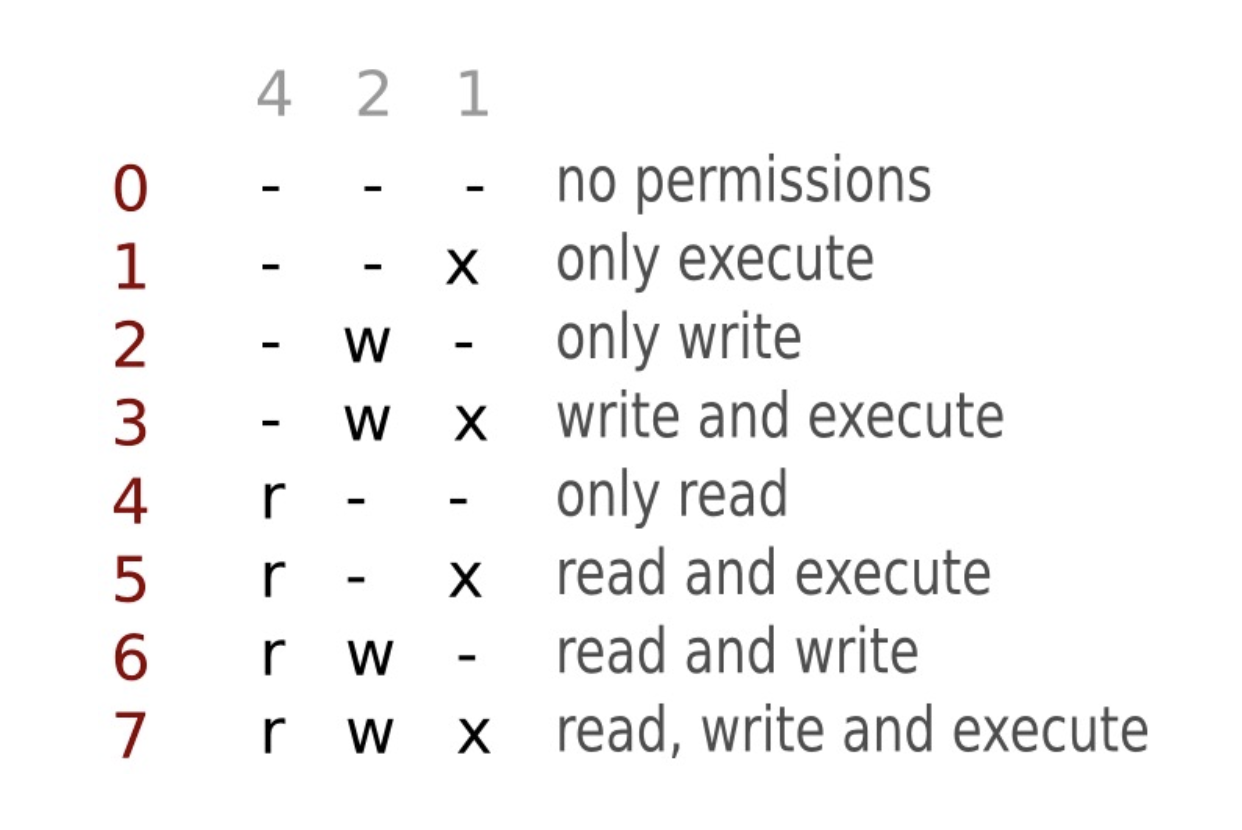 4 2 1
0 - - - no permissions
1 - - x only execute
2 - w - only write
3 - w x write and execute
4 r - - only read
5 r - x read and execute
6 r w - read and write
7 r w x read, write and execute